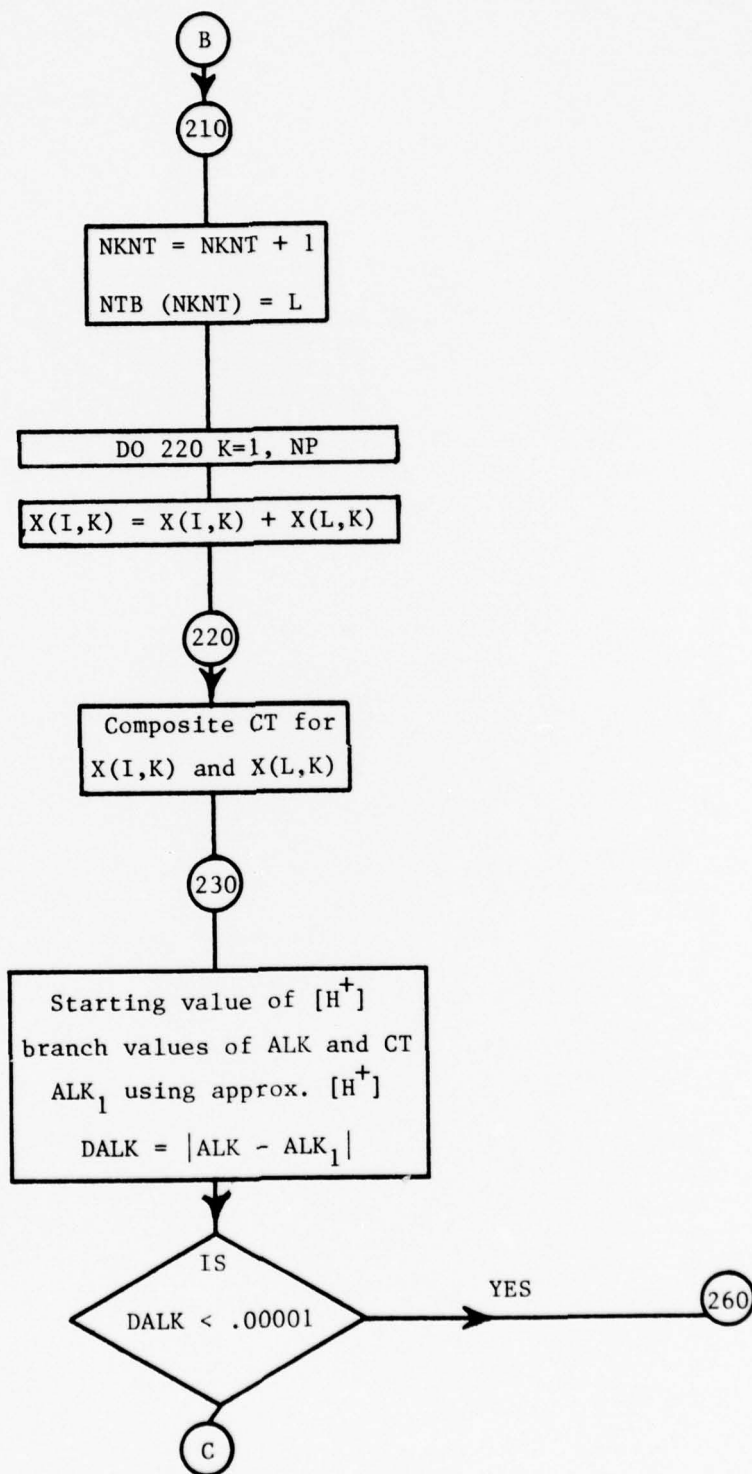 B
210
NKNT = NKNT + 1
NTB (NKNT) = L
DO 220 K=1, NP
X(I,K) = X(I,K) + X(L,K)
220
Composite CT for
X(I,K) and X(L,K)
230
Starting value of [H⁺]
branch values of ALK and CT
ALK₁ using approx. [H⁺]
DALK = |ALK - ALK₁|
IS
DALK < .00001
YES
260
C